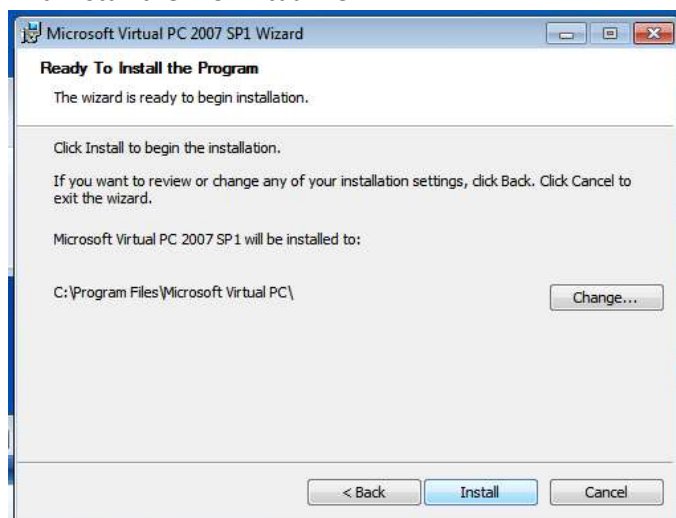 Microsoft Virtual PC 2007 SP1 Wizard
Ready To Install the Program
The wizard is ready to begin installation.
Click Install to begin the installation.
If you want to review or change any of your installation settings, click Back. Click Cancel to
exit the wizard.
Microsoft Virtual PC 2007 SP1 will be installed to:
C:\Program Files\Microsoft Virtual PC\
Change...
< Back
Install
Cancel